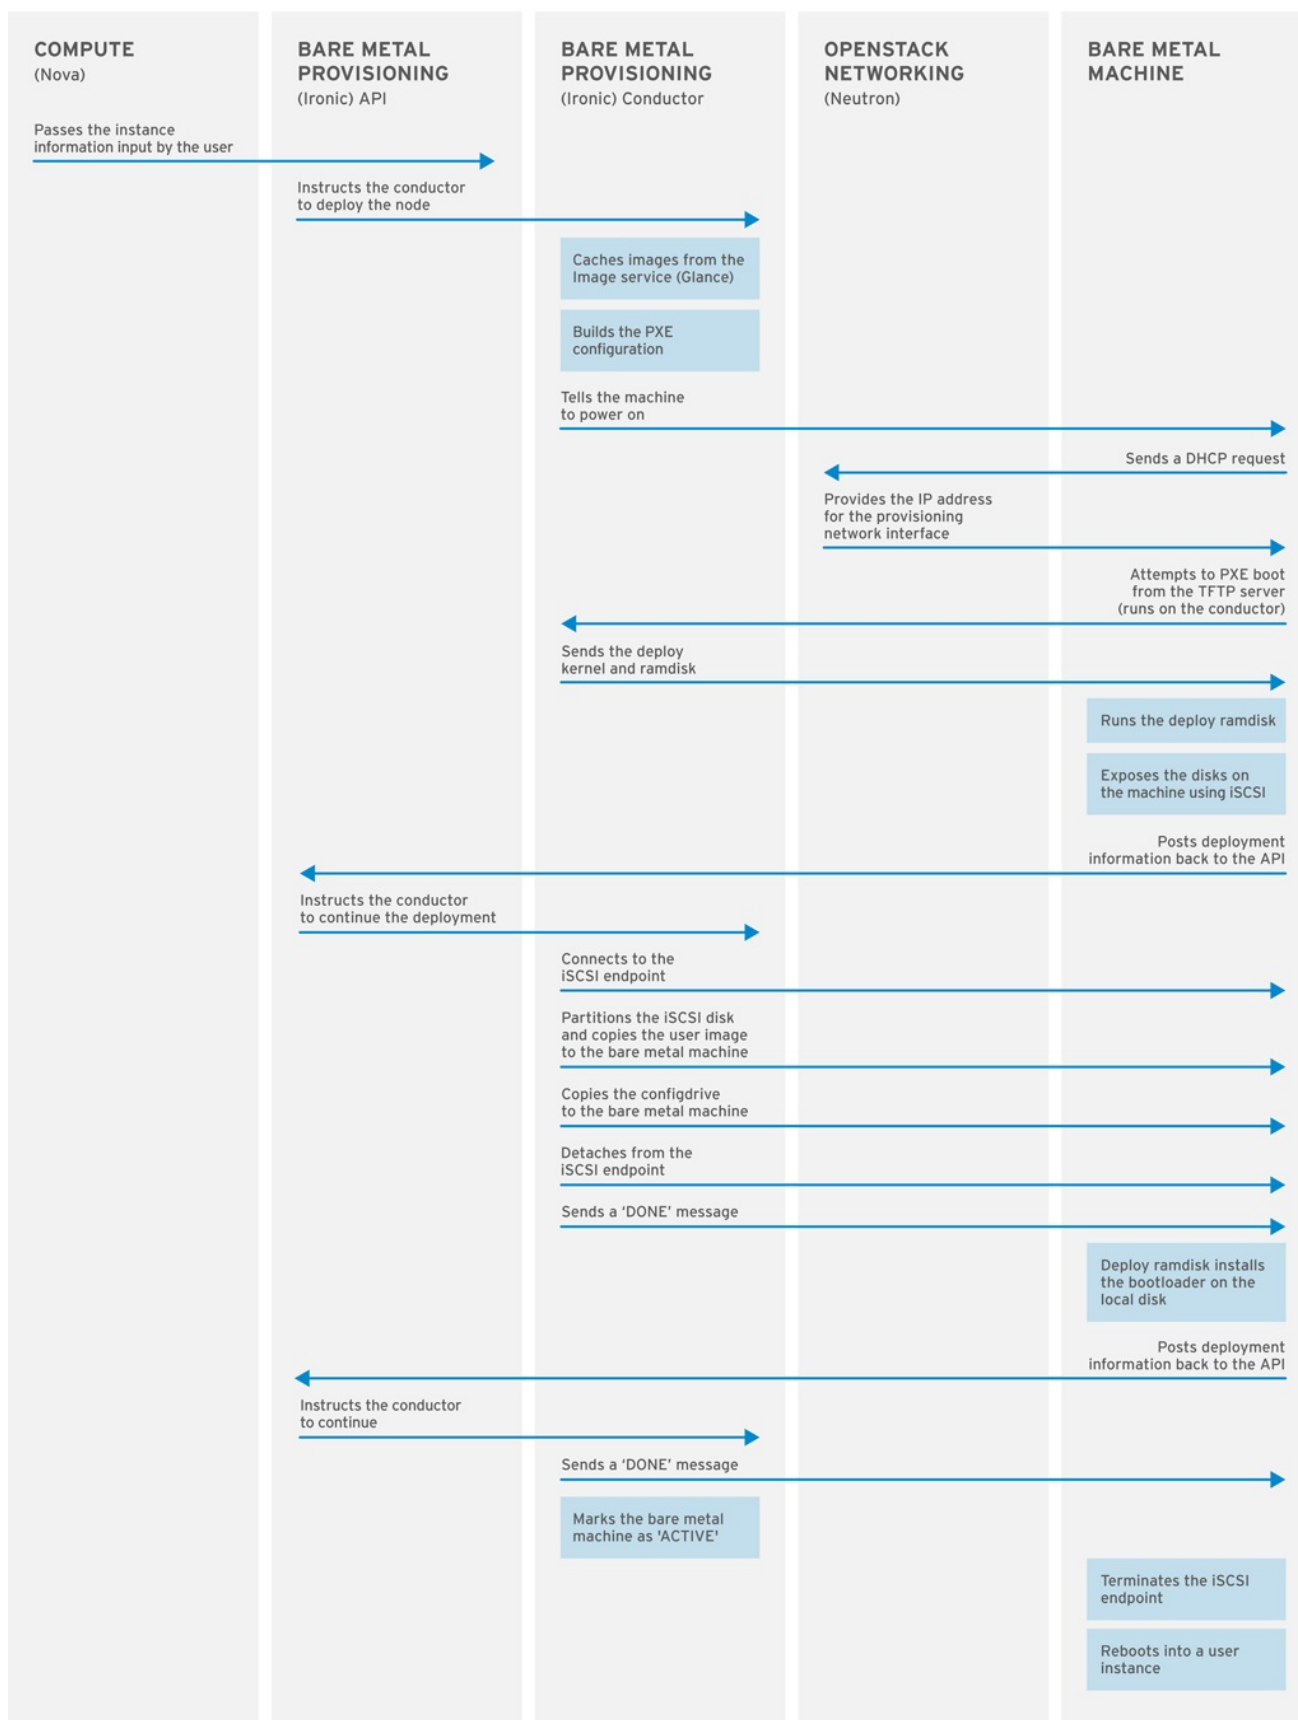 COMPUTE
(Nova)
BARE METAL
PROVISIONING
(Ironic) API
BARE METAL
PROVISIONING
(Ironic) Conductor
OPENSTACK
NETWORKING
(Neutron)
BARE METAL
MACHINE
Passes the instance
information input by the user
Instructs the conductor
to deploy the node
Caches images from the
Image service (Glance)
Builds the PXE
configuration
Tells the machine
to power on
Sends a DHCP request
Provides the IP address
for the provisioning
network interface
Attempts to PXE boot
from the TFTP server
(runs on the conductor)
Sends the deploy
kernel and ramdisk
Runs the deploy ramdisk
Exposes the disks on
the machine using iSCSI
Posts deployment
information back to the API
Instructs the conductor
to continue the deployment
Connects to the
iSCSI endpoint
Partitions the iSCSI disk
and copies the user image
to the bare metal machine
Copies the configdrive
to the bare metal machine
Detaches from the
iSCSI endpoint
Sends a ‘DONE’ message
Deploy ramdisk installs
the bootloader on the
local disk
Posts deployment
information back to the API
Instructs the conductor
to continue
Sends a ‘DONE’ message
Marks the bare metal
machine as 'ACTIVE'
Terminates the iSCSI
endpoint
Reboots into a user
instance